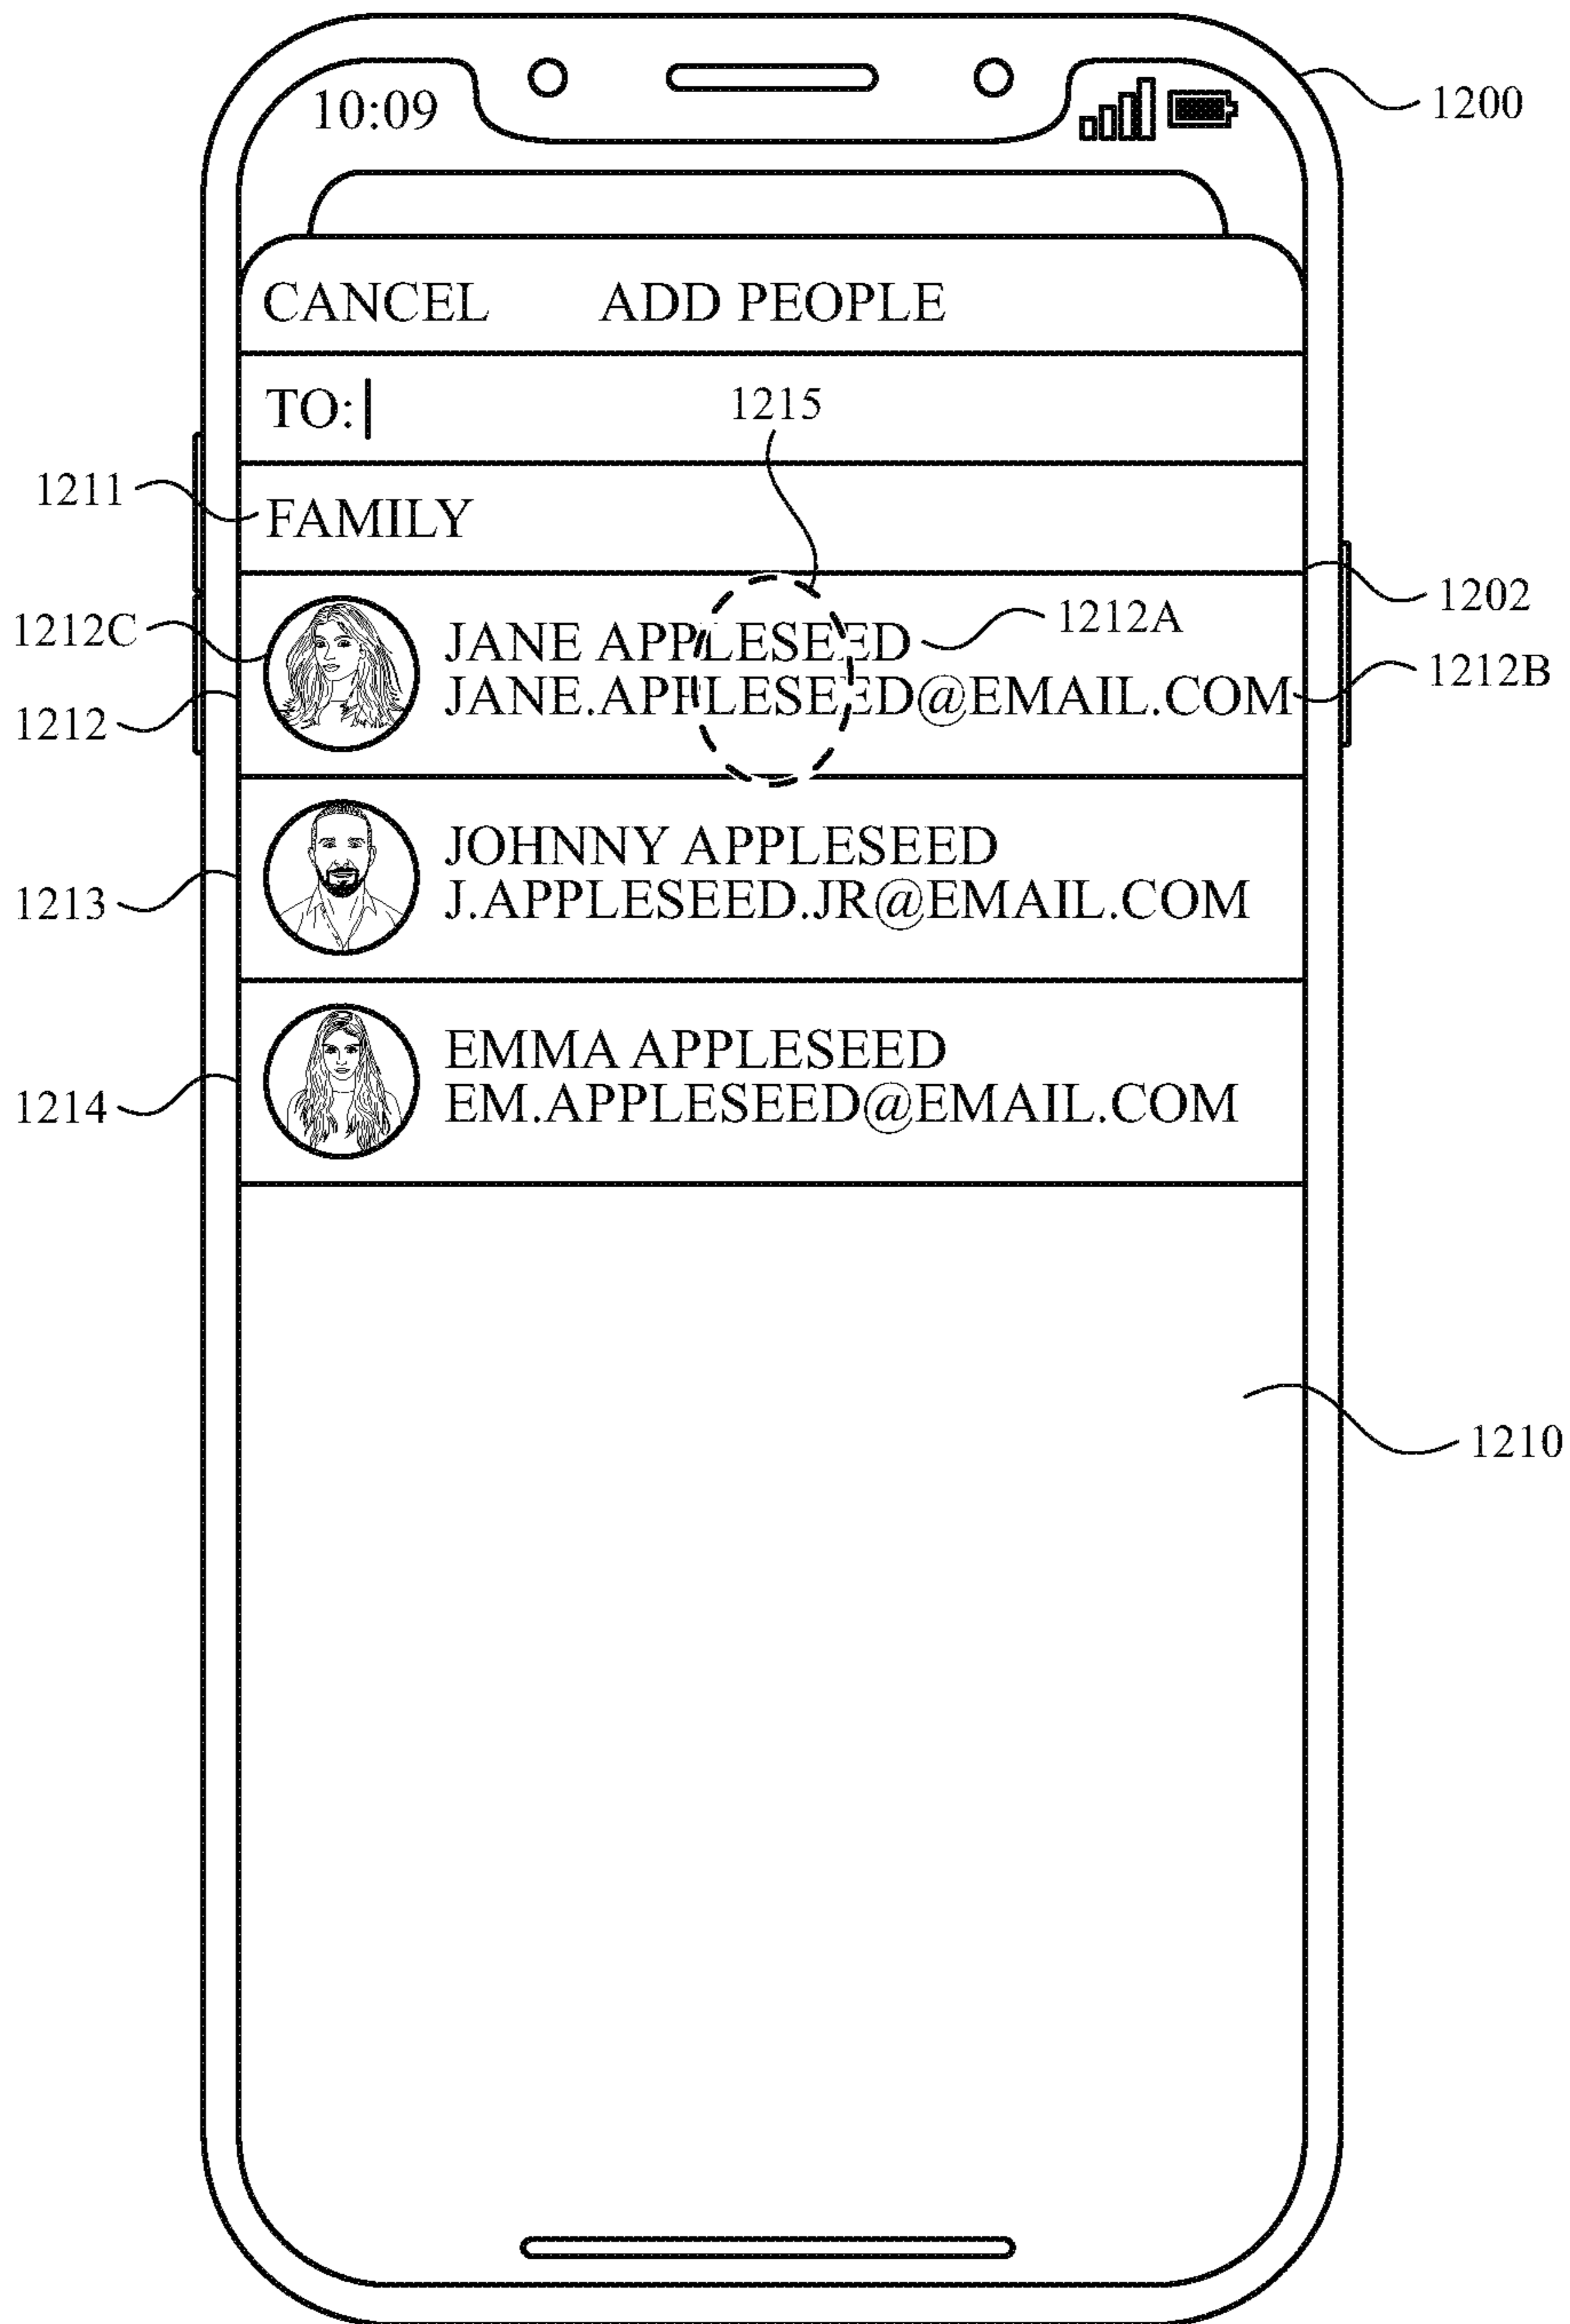 10:09
1200
CANCEL ADD PEOPLE
TO:
1215
1211
FAMILY
1202
1212C
JANE APPLESEED
1212A
JANE.APPLESEED@EMAIL.COM
1212B
1212
JOHNNY APPLESEED
J.APPLESEED.JR@EMAIL.COM
1213
EMMA APPLESEED
EM.APPLESEED@EMAIL.COM
1214
1210